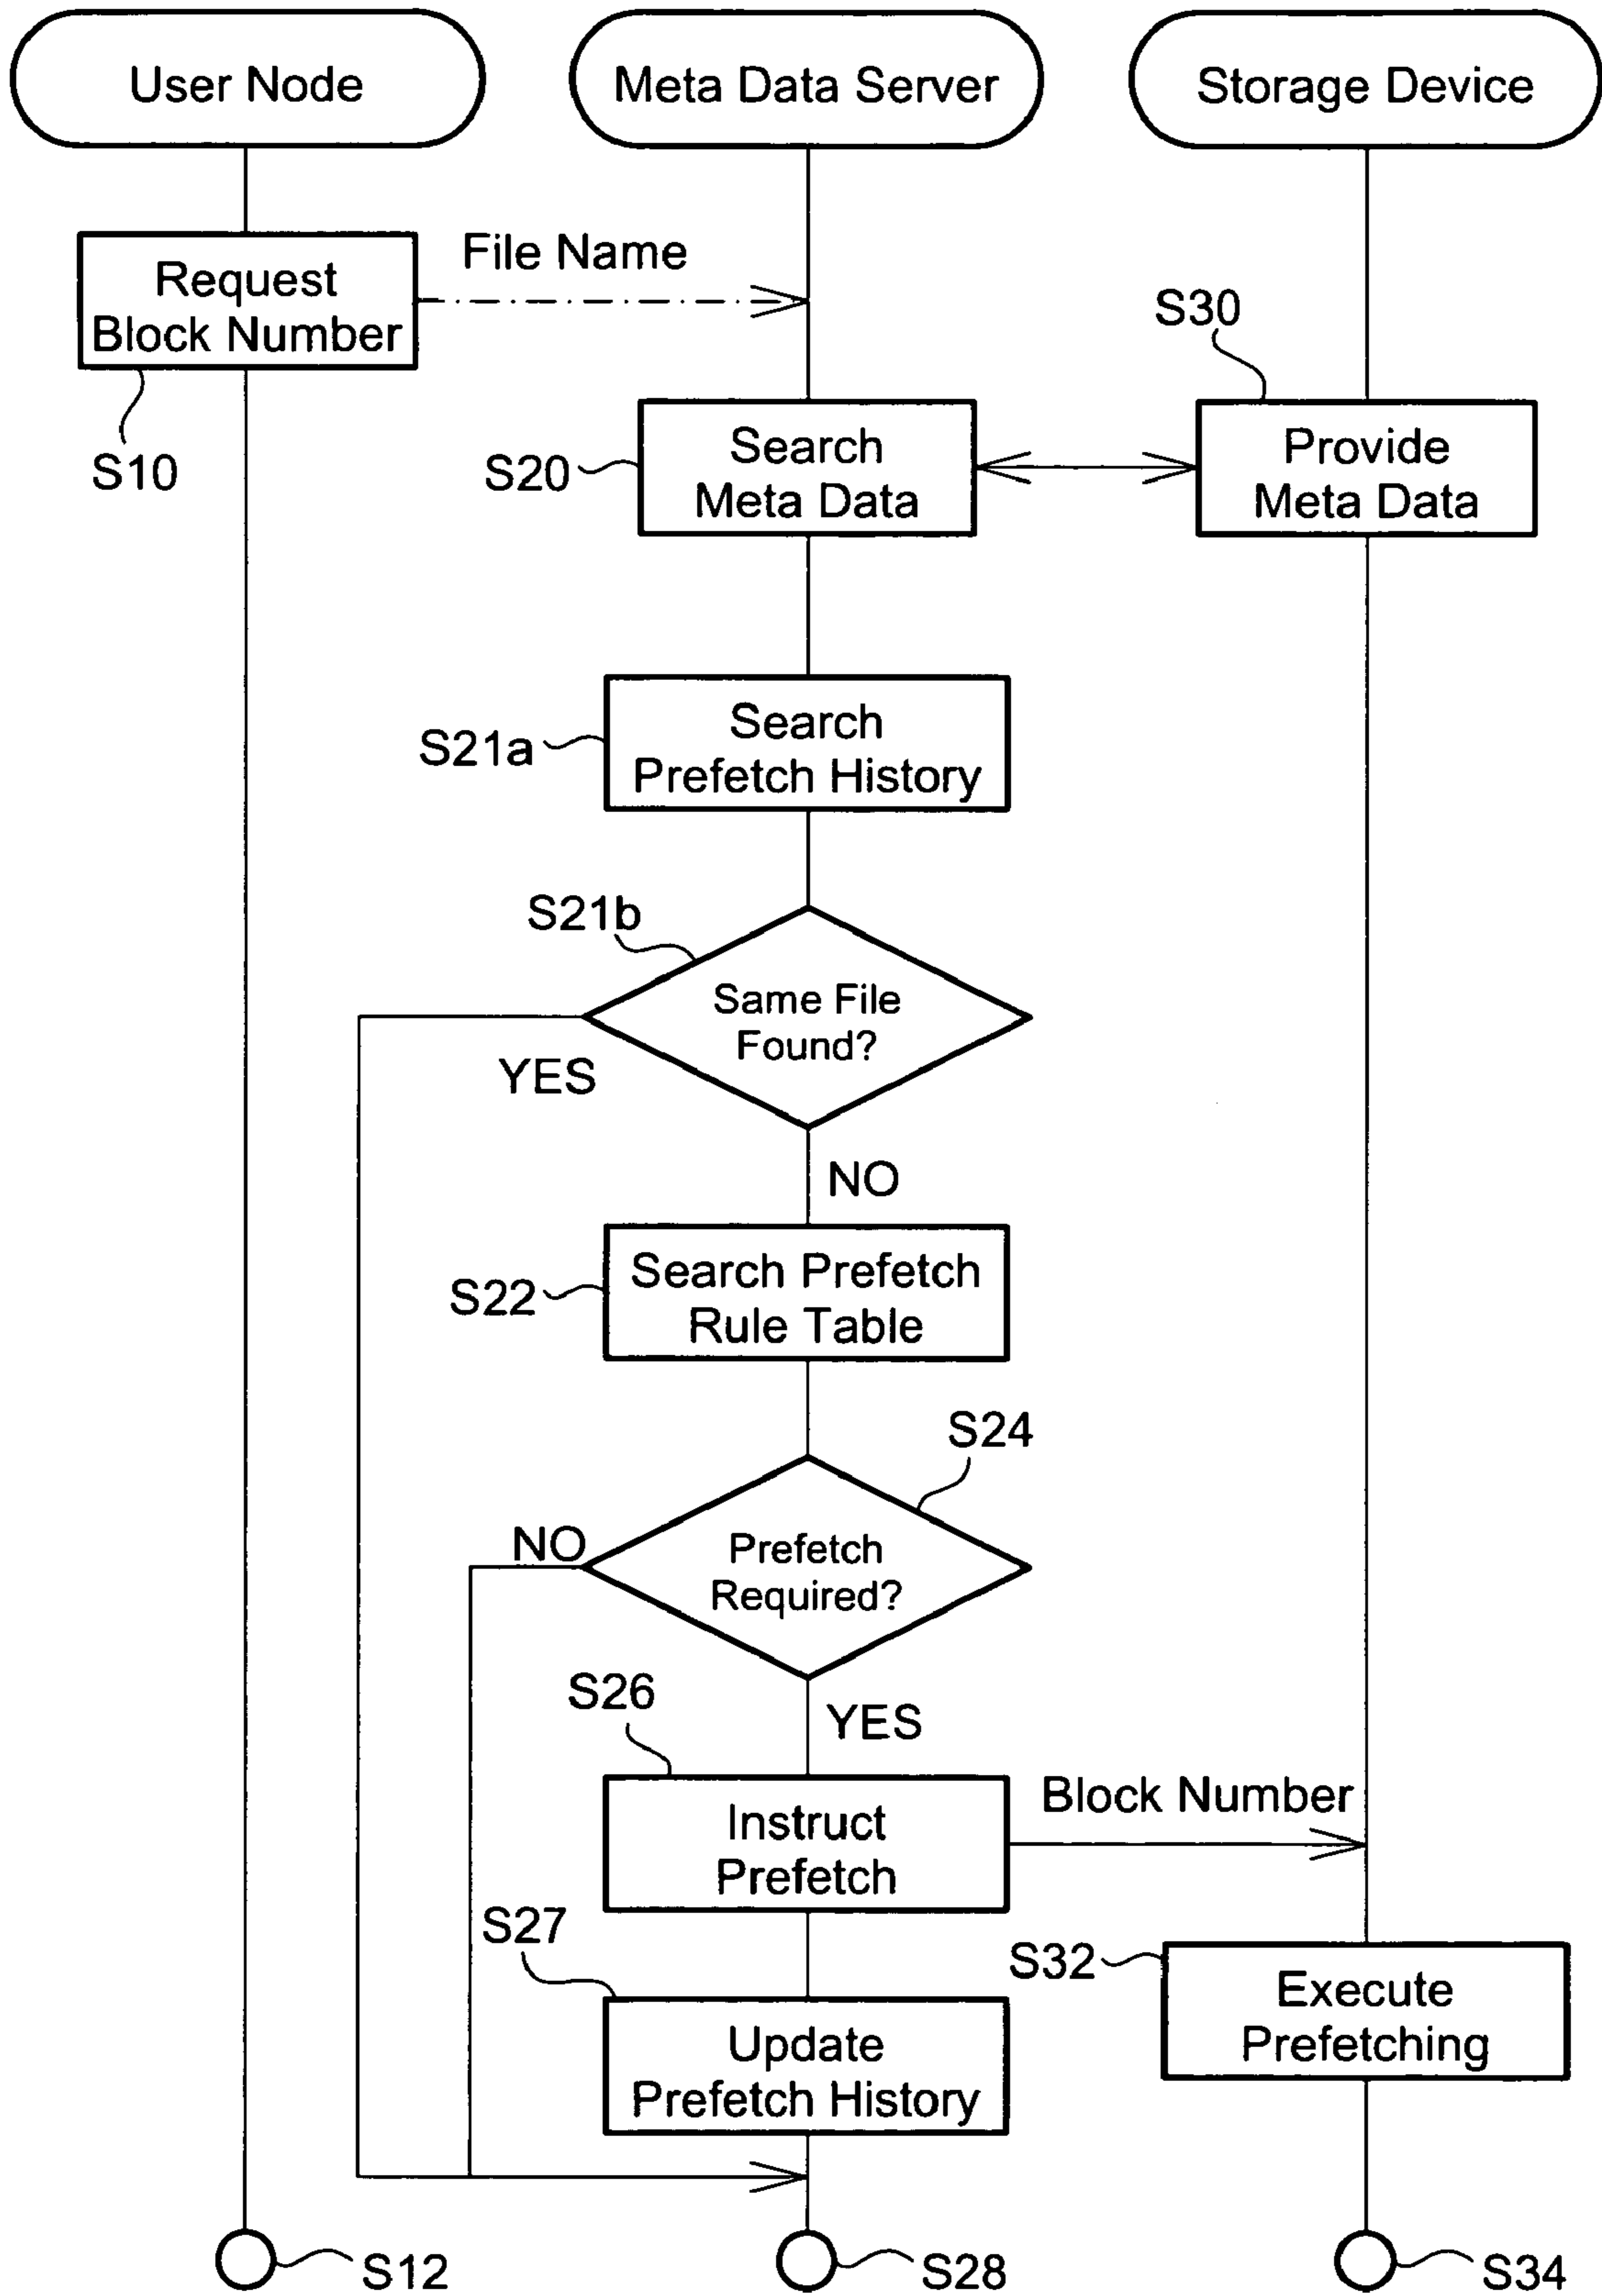 User Node
Meta Data Server
Storage Device
File Name
Request
Block Number
S10
S30
S20
Search
Meta Data
Provide
Meta Data
S21a
Search
Prefetch History
S21b
Same File
Found?
YES
NO
S22
Search Prefetch
Rule Table
S24
NO
Prefetch
Required?
S26
YES
Instruct
Prefetch
Block Number
S27
S32
Execute
Prefetching
Update
Prefetch History
S12
S28
S34